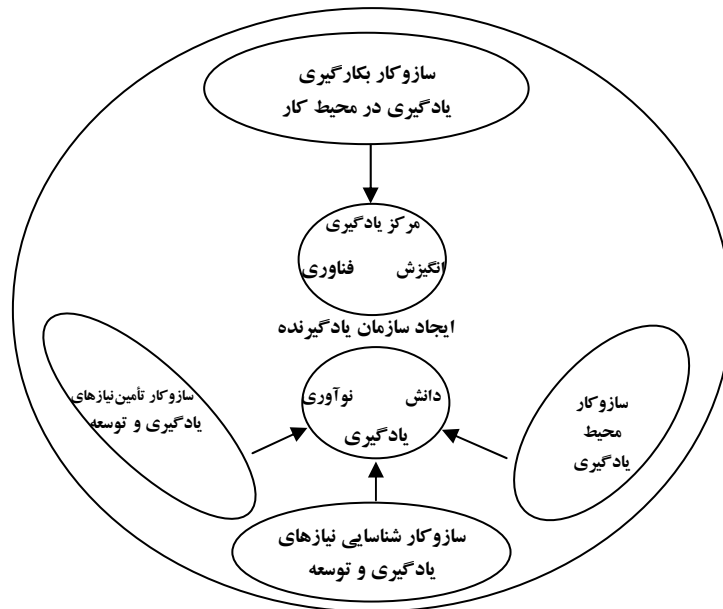 سازوکار بکارگیری
یادگیری در محیط کار
مرکز یادگیری
انگیزش فناوری
ایجاد سازمان یادگیرنده
دانش نوآوری
یادگیری
سازوکار
محیط
یادگیری
سازوکار تأمین نیازهای
یادگیری و توسعه
سازوکار شناسایی نیازهای
یادگیری و توسعه